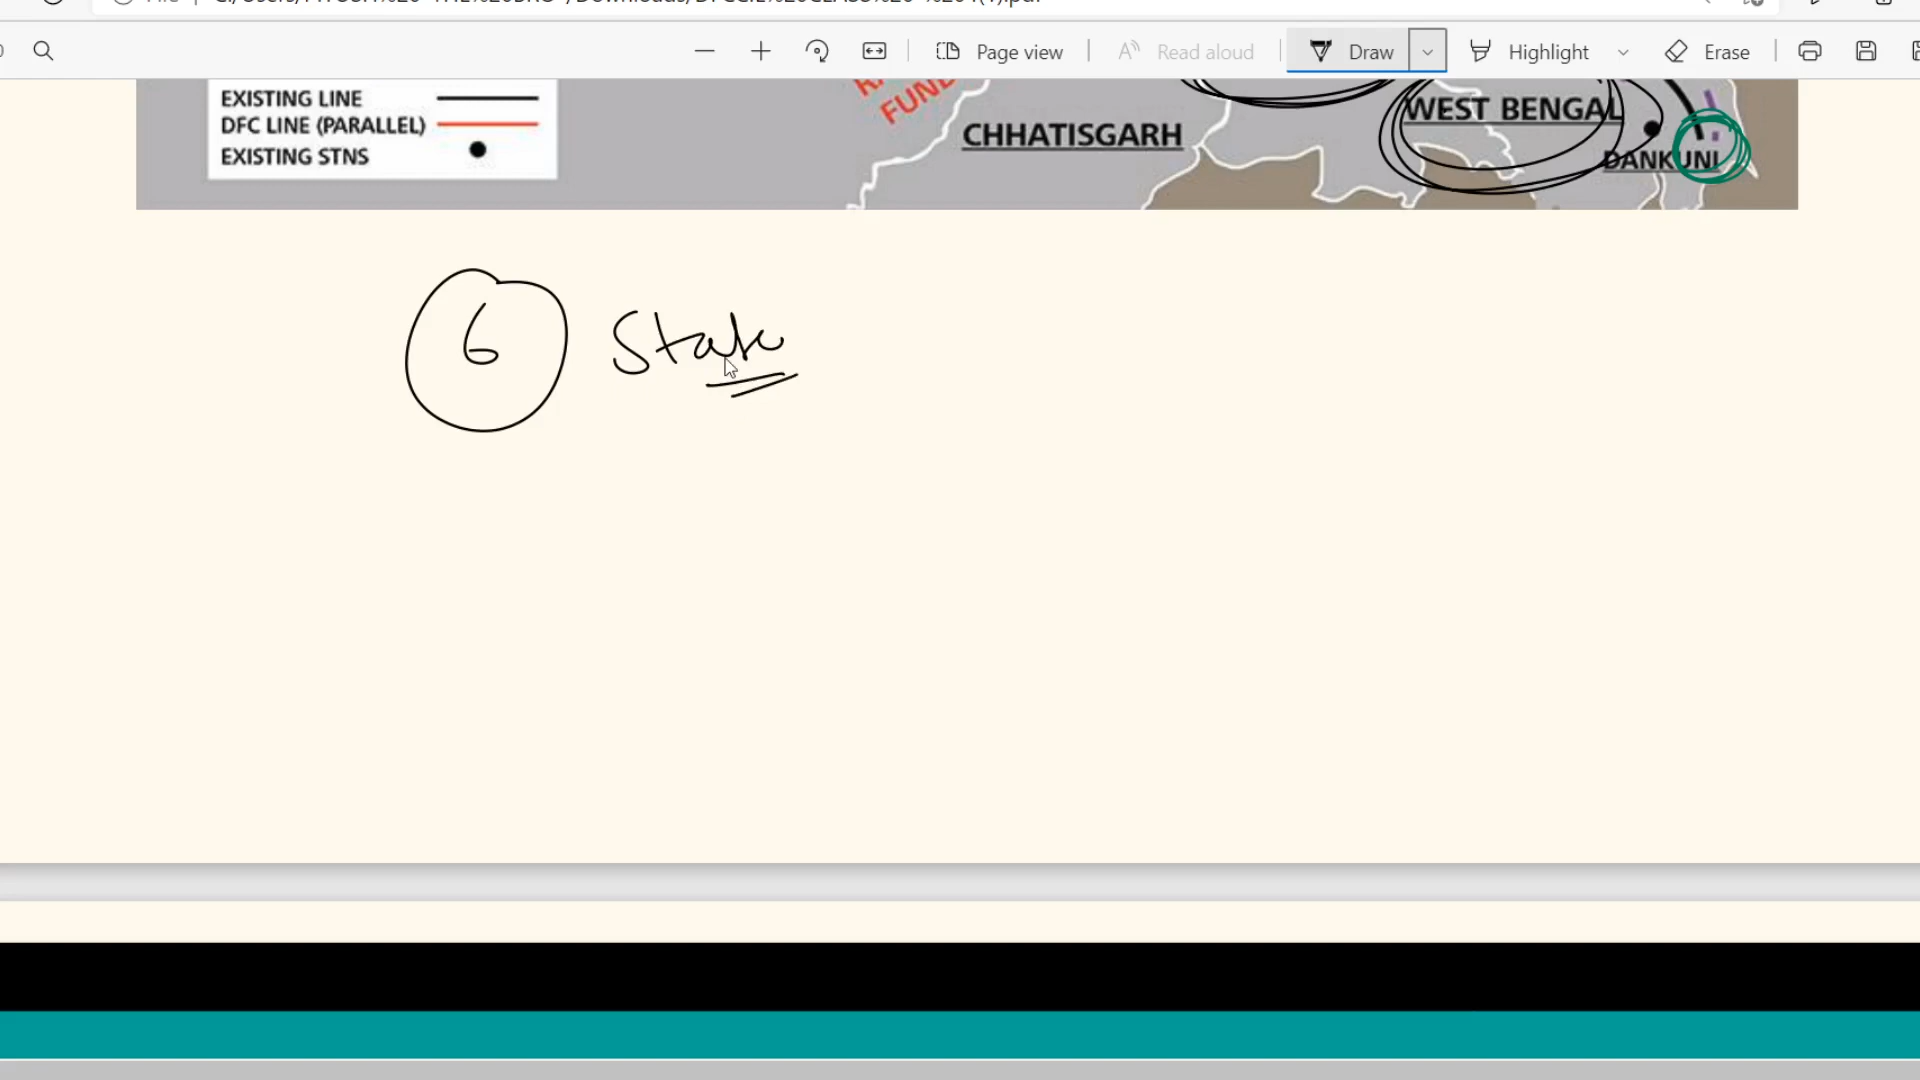 Page view
Read aloud
Draw
Highlight
Erase
EXISTING LINE
DFC LINE (PARALLEL)
EXISTING STNS
CHHATISGARH
WEST BENGAL
DANKUNI
6 State